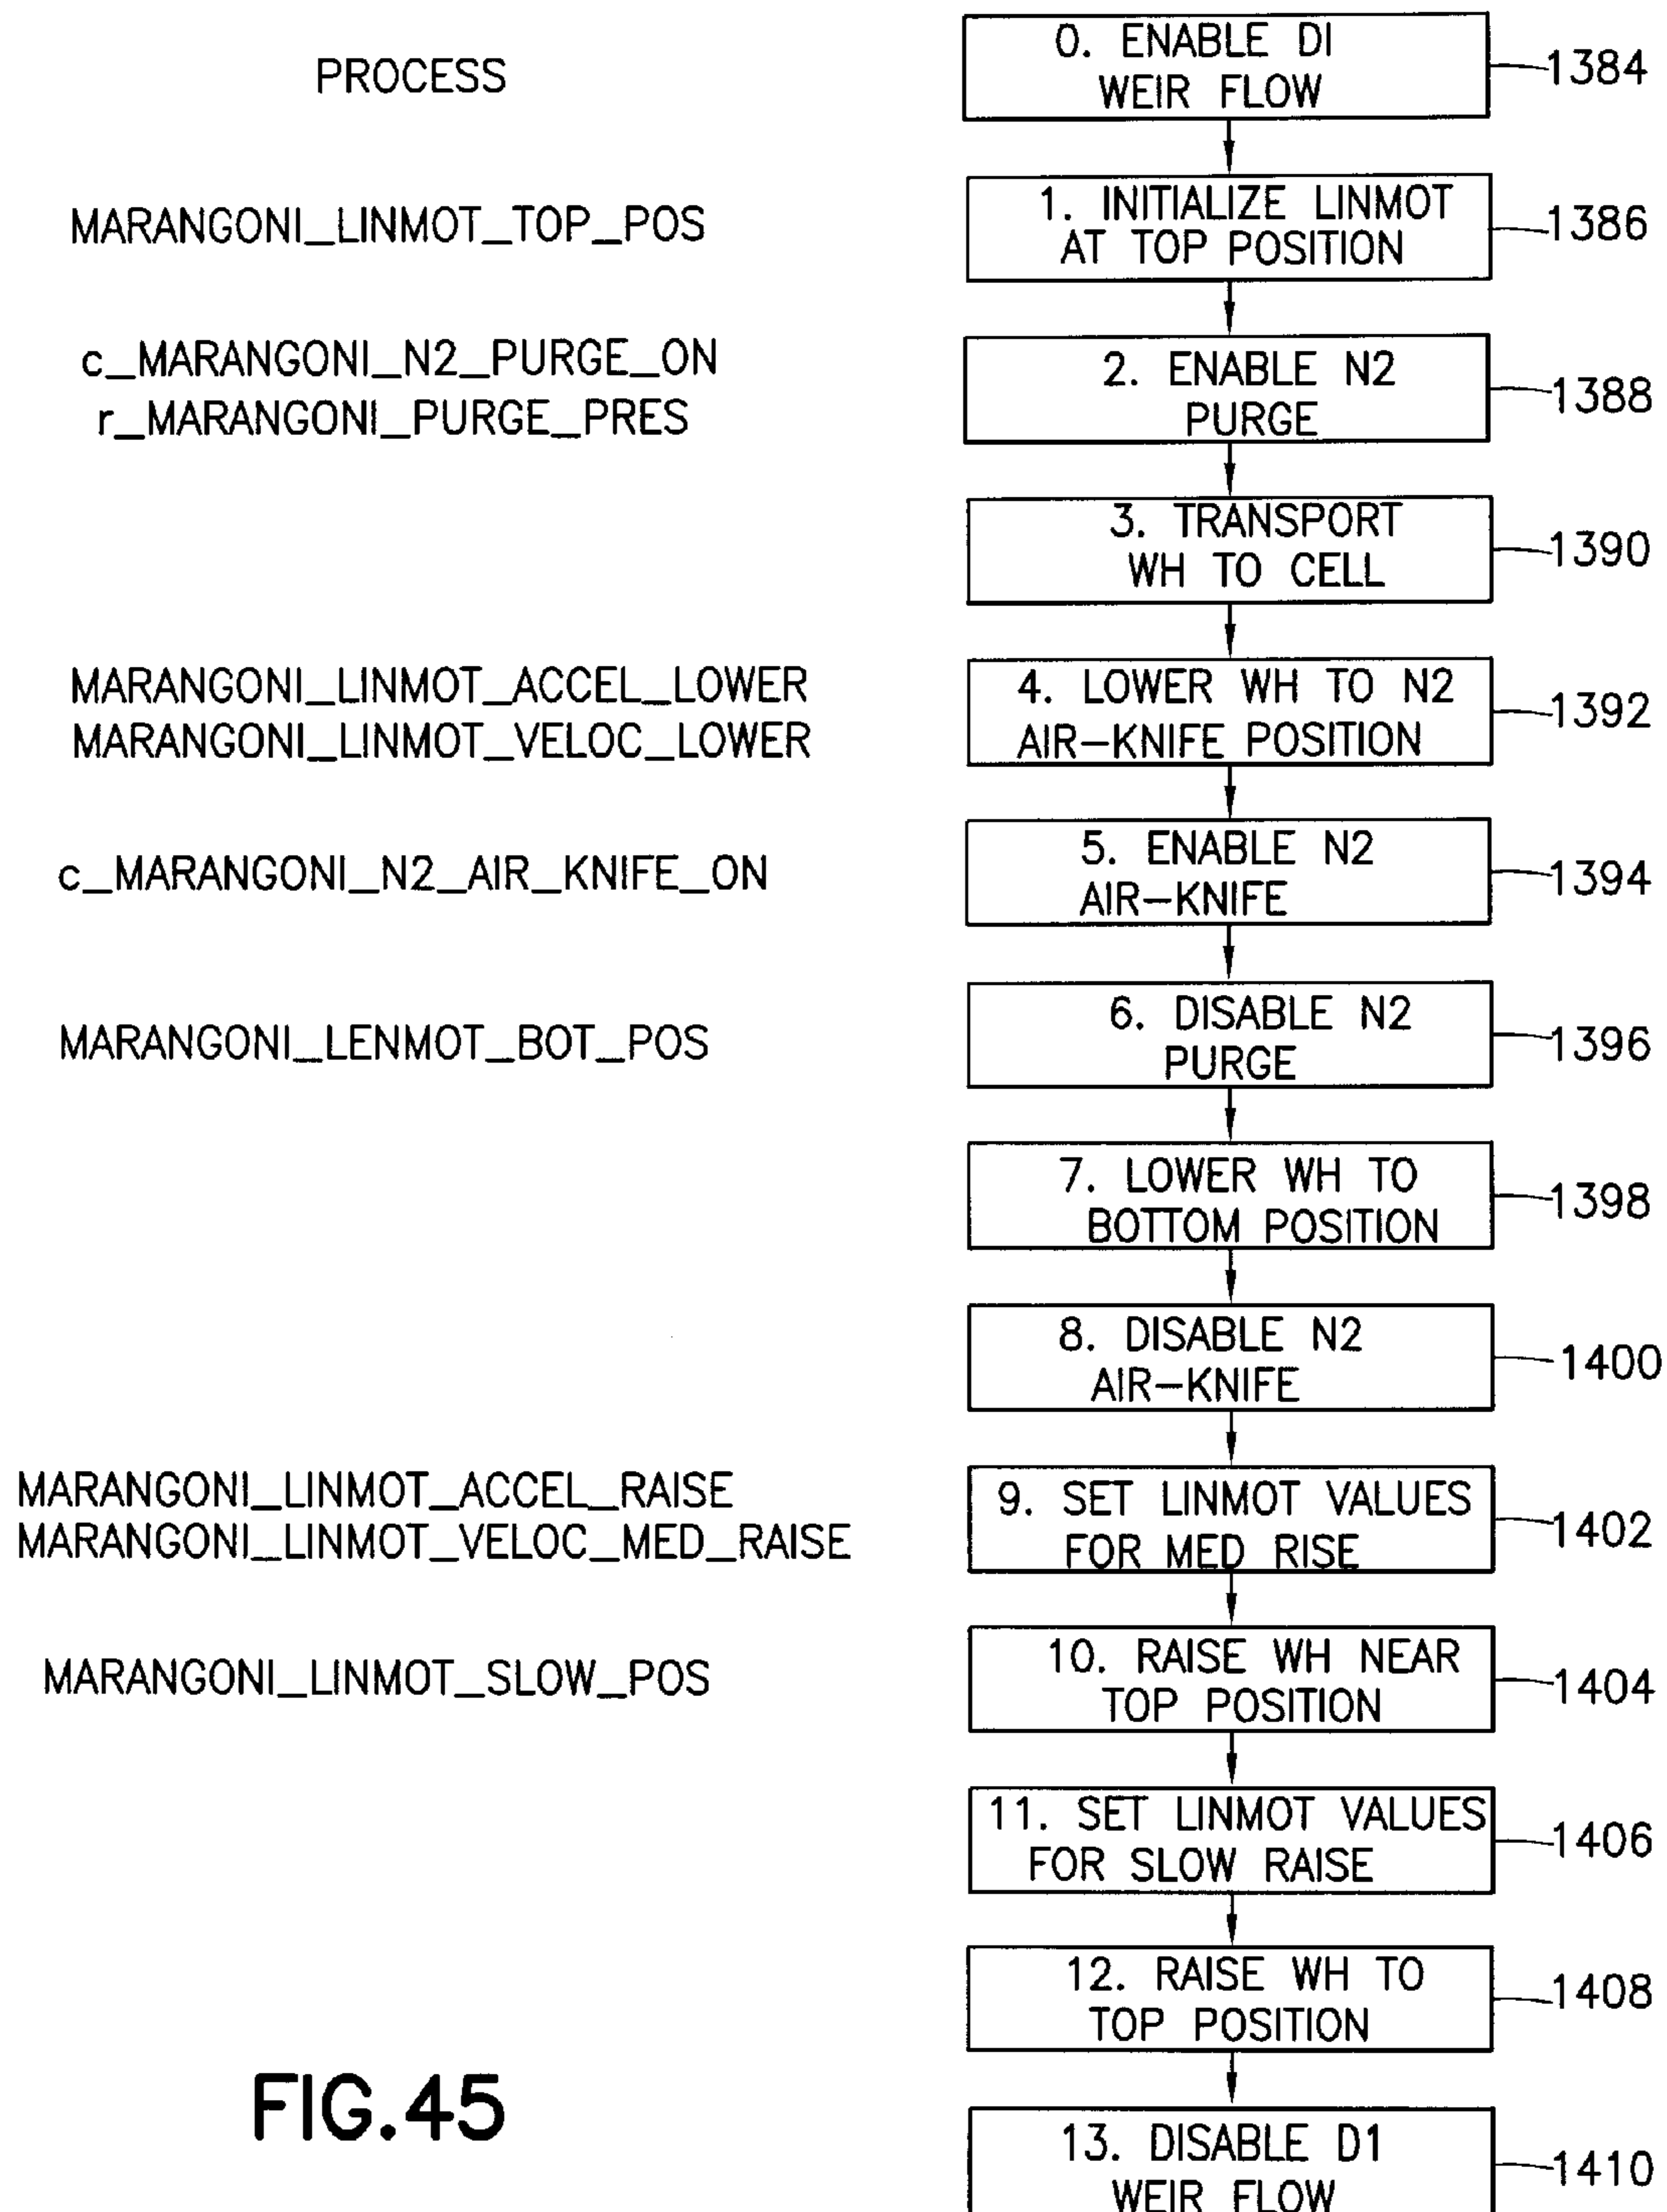 PROCESS
0. ENABLE DI
WEIR FLOW
1384
MARANGONI_LINMOT_TOP_POS
1. INITIALIZE LINMOT
AT TOP POSITION
1386
c_MARANGONI_N2_PURGE_ON
r_MARANGONI_PURGE_PRES
2. ENABLE N2
PURGE
1388
3. TRANSPORT
WH TO CELL
1390
MARANGONI_LINMOT_ACCEL_LOWER
MARANGONI_LINMOT_VELOC_LOWER
4. LOWER WH TO N2
AIR-KNIFE POSITION
1392
c_MARANGONI_N2_AIR_KNIFE_ON
5. ENABLE N2
AIR-KNIFE
1394
MARANGONI_LENMOT_BOT_POS
6. DISABLE N2
PURGE
1396
7. LOWER WH TO
BOTTOM POSITION
1398
8. DISABLE N2
AIR-KNIFE
1400
MARANGONI_LINMOT_ACCEL_RAISE
MARANGONI_LINMOT_VELOC_MED_RAISE
9. SET LINMOT VALUES
FOR MED RISE
1402
MARANGONI_LINMOT_SLOW_POS
10. RAISE WH NEAR
TOP POSITION
1404
11. SET LINMOT VALUES
FOR SLOW RAISE
1406
12. RAISE WH TO
TOP POSITION
1408
13. DISABLE D1
WEIR FLOW
1410
FIG.45